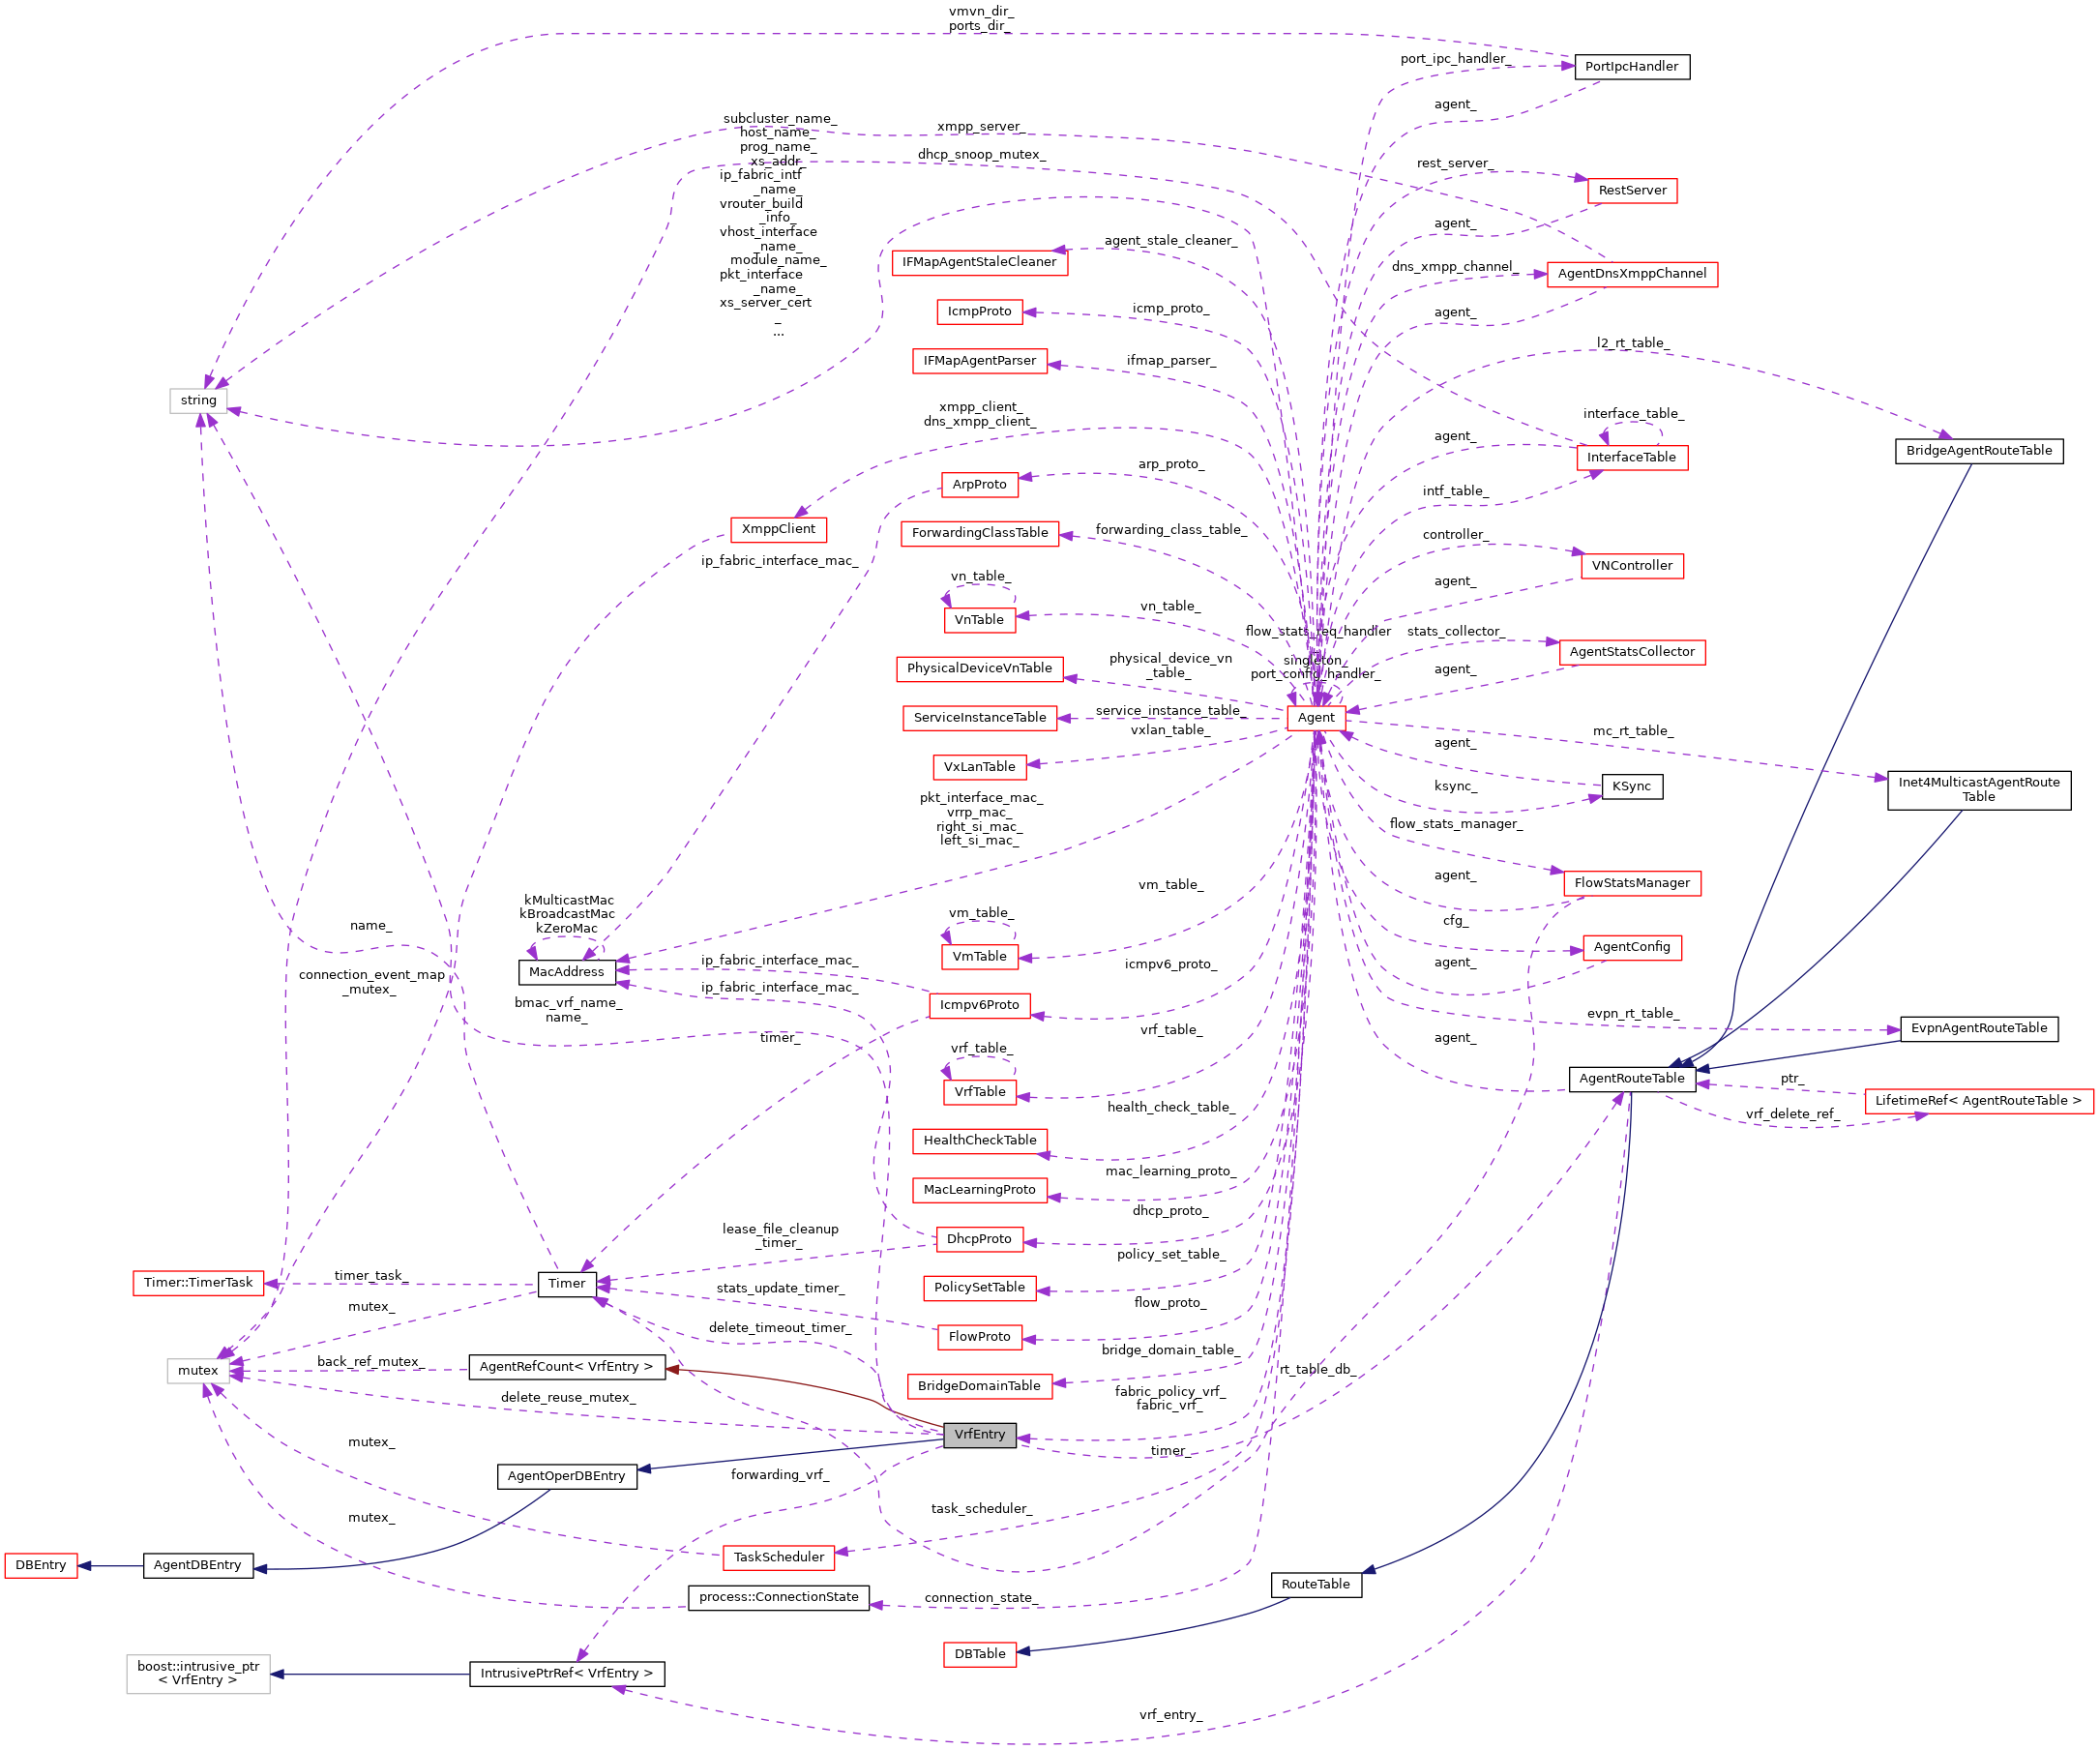 vmvn_dir_
ports_dir_
port_ipc_handler_
PortIpcHandler
agent_
subcluster_name_
host_name_
prog_name_
xs_addr_
ip_fabric_intf
_name_
vrouter_build
_info_
vhost_interface
_name_
module_name_
pkt_interface
_name_
xs_server_cert
_
...
xmpp_server_
dhcp_snoop_mutex_
rest_server_
RestServer
agent_
agent_stale_cleaner_
IFMapAgentStaleCleaner
dns_xmpp_channel_
AgentDnsXmppChannel
icmp_proto_
IcmpProto
agent_
l2_rt_table_
ifmap_parser_
IFMapAgentParser
string
xmpp_client_
dns_xmpp_client_
interface_table_
agent_
InterfaceTable
BridgeAgentRouteTable
arp_proto_
ArpProto
intf_table_
XmppClient
forwarding_class_table_
ForwardingClassTable
controller_
ip_fabric_interface_mac_
VNController
vn_table_
agent_
vn_table_
VnTable
flow_stats_req_handler
_
singleton_
port_config_handler_
stats_collector_
AgentStatsCollector
physical_device_vn
_table_
PhysicalDeviceVnTable
agent_
service_instance_table_
ServiceInstanceTable
Agent
vxlan_table_
mc_rt_table_
agent_
VxLanTable
Inet4MulticastAgentRoute
Table
ksync_
KSync
pkt_interface_mac_
vrrp_mac_
right_si_mac_
left_si_mac_
flow_stats_manager_
vm_table_
agent_
FlowStatsManager
kMulticastMac
kBroadcastMac
kZeroMac
vm_table_
cfg_
name_
VmTable
AgentConfig
ip_fabric_interface_mac_
MacAddress
icmpv6_proto_
agent_
connection_event_map
_mutex_
ip_fabric_interface_mac_
bmac_vrf_name_
name_
Icmpv6Proto
evpn_rt_table_
timer_
vrf_table_
agent_
EvpnAgentRouteTable
vrf_table_
VrfTable
AgentRouteTable
ptr_
LifetimeRef< AgentRouteTable >
vrf_delete_ref_
health_check_table_
HealthCheckTable
mac_learning_proto_
MacLearningProto
dhcp_proto_
lease_file_cleanup
_timer_
DhcpProto
policy_set_table_
timer_task_
Timer::TimerTask
Timer
PolicySetTable
stats_update_timer_
mutex_
flow_proto_
delete_timeout_timer_
FlowProto
bridge_domain_table_
back_ref_mutex_
mutex
AgentRefCount< VrfEntry >
rt_table_db_
BridgeDomainTable
fabric_policy_vrf_
fabric_vrf_
delete_reuse_mutex_
VrfEntry
mutex_
timer_
forwarding_vrf_
AgentOperDBEntry
task_scheduler_
mutex_
TaskScheduler
DBEntry
AgentDBEntry
RouteTable
process::ConnectionState
connection_state_
DBTable
boost::intrusive_ptr
< VrfEntry >
IntrusivePtrRef< VrfEntry >
vrf_entry_